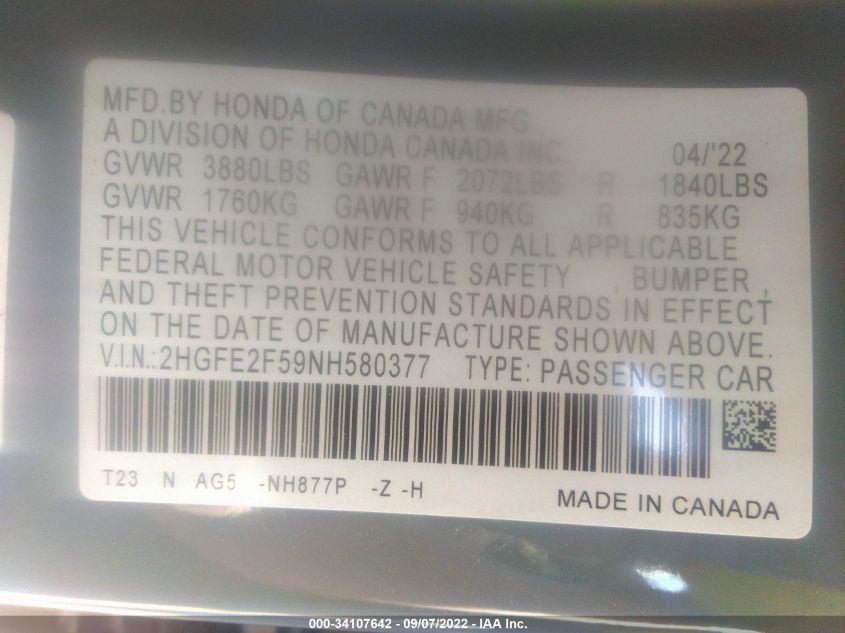 MFD.BY HONDA OF CANADA MFG.
A DIVISION OF HONDA CANADA INC. 04/'22
GVWR 3880LBS GAWR F 2072LBS R 1840LBS
GVWR 1760KG GAWR F 940KG R 835KG
THIS VEHICLE CONFORMS TO ALL APPLICABLE
FEDERAL MOTOR VEHICLE SAFETY , BUMPER ,
AND THEFT PREVENTION STANDARDS IN EFFECT
ON THE DATE OF MANUFACTURE SHOWN ABOVE.
V.I.N.:2HGFE2F59NH580377 TYPE: PASSENGER CAR
T23 N AG5 -NH877P -Z -H
MADE IN CANADA
000-34107642 - 09/07/2022 - IAA Inc.